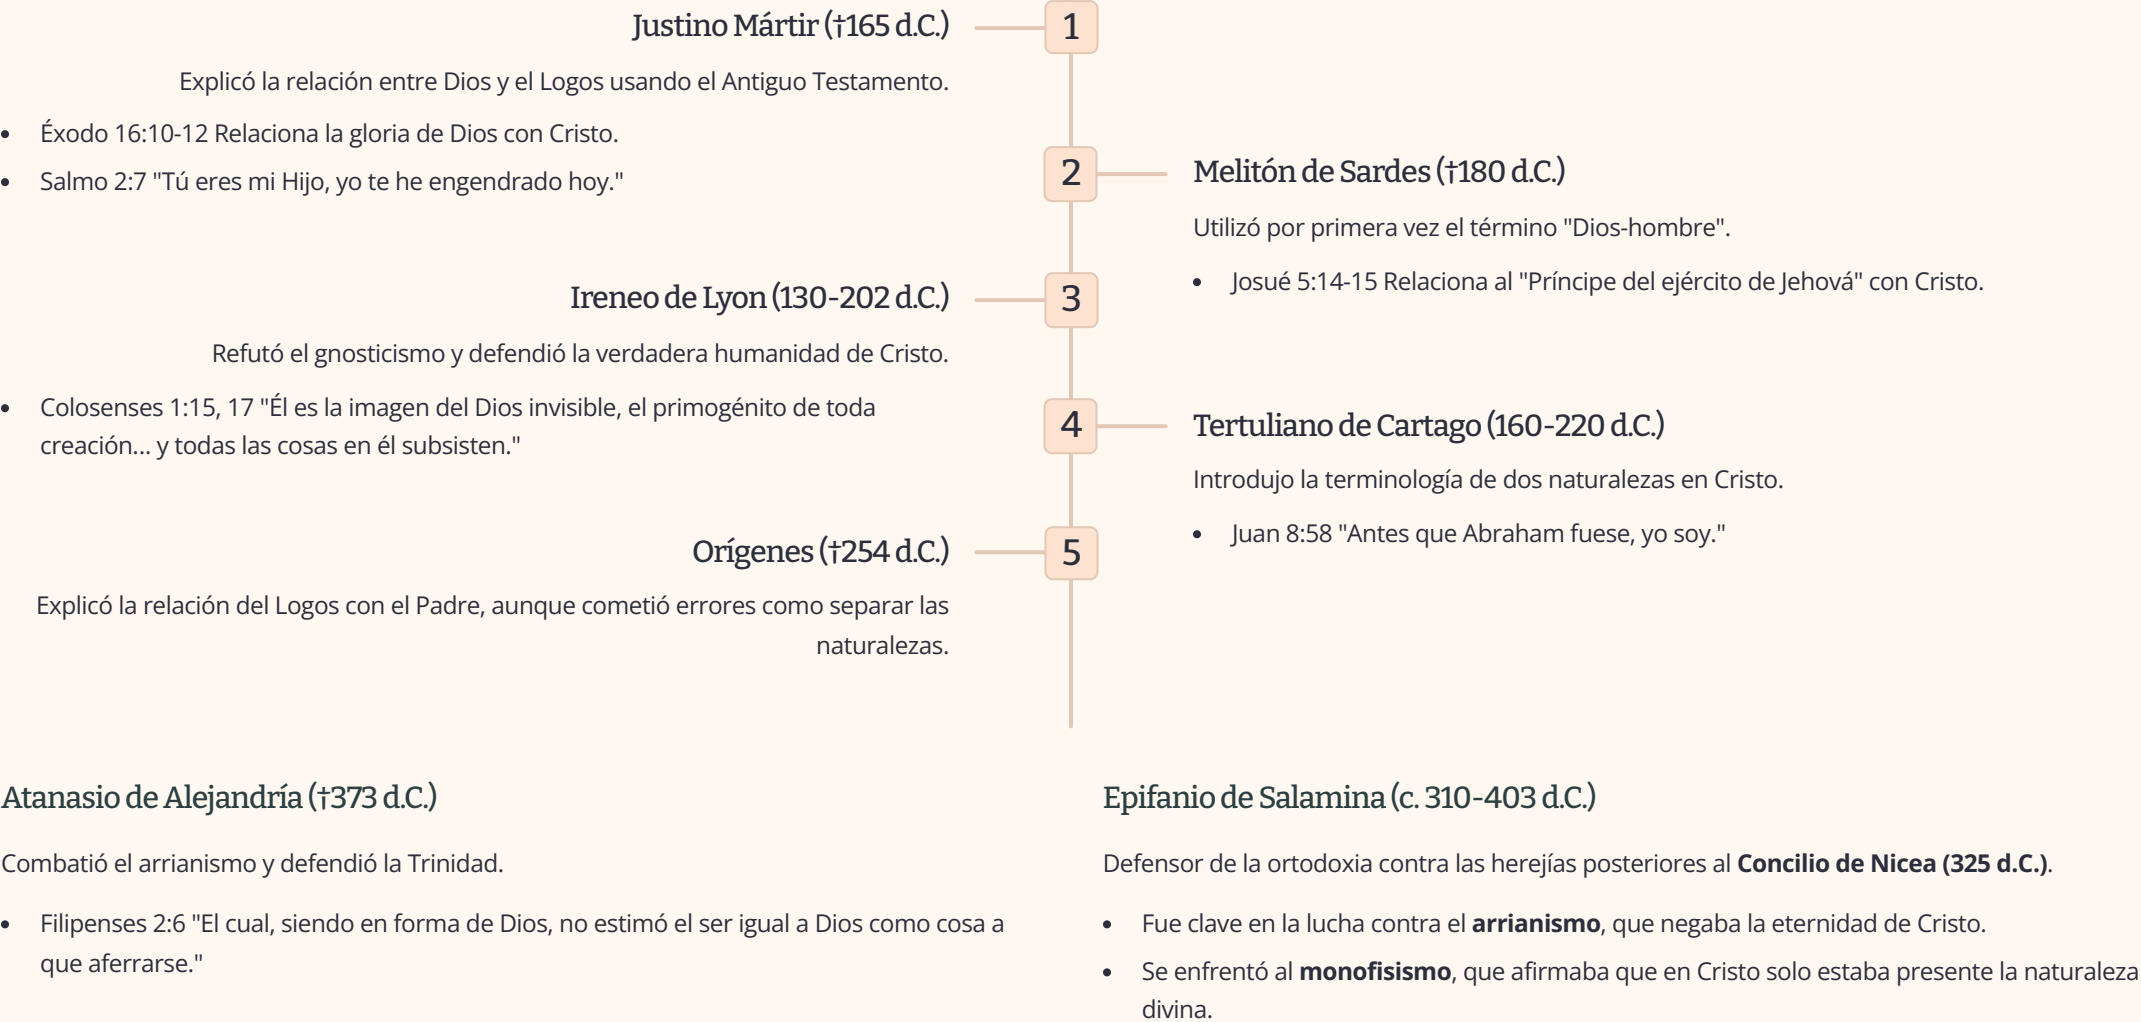 Justino Mártir (†165 d.C.)
1
Explicó la relación entre Dios y el Logos usando el Antiguo Testamento.
• Éxodo 16:10-12 Relaciona la gloria de Dios con Cristo.
• Salmo 2:7 "Tú eres mi Hijo, yo te he engendrado hoy."
2
Melitón de Sardes (†180 d.C.)
Utilizó por primera vez el término "Dios-hombre".
• Josué 5:14-15 Relaciona al "Príncipe del ejército de Jehová" con Cristo.
Ireneo de Lyon (130-202 d.C.)
3
Refutó el gnosticismo y defendió la verdadera humanidad de Cristo.
• Colosenses 1:15, 17 "Él es la imagen del Dios invisible, el primogénito de toda
creación... y todas las cosas en él subsisten."
4
Tertuliano de Cartago (160-220 d.C.)
Introdujo la terminología de dos naturalezas en Cristo.
• Juan 8:58 "Antes que Abraham fuese, yo soy."
Orígenes (†254 d.C.)
5
Explicó la relación del Logos con el Padre, aunque cometió errores como separar las
naturalezas.
Atanasio de Alejandría (†373 d.C.)
Combatió el arrianismo y defendió la Trinidad.
• Filipenses 2:6 "El cual, siendo en forma de Dios, no estimó el ser igual a Dios como cosa a
que aferrarse."
Epifanio de Salamina (c. 310-403 d.C.)
Defensor de la ortodoxia contra las herejías posteriores al Concilio de Nicea (325 d.C.).
• Fue clave en la lucha contra el arrianismo, que negaba la eternidad de Cristo.
• Se enfrentó al monofisismo, que afirmaba que en Cristo solo estaba presente la naturaleza
divina.